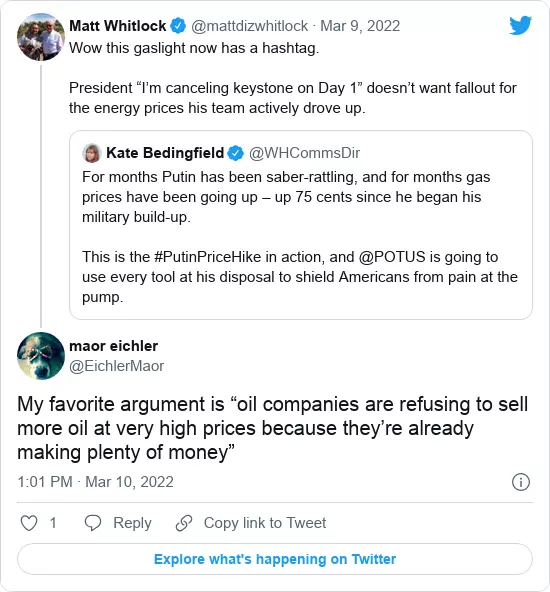 Matt Whitlock @mattdizwhitlock · Mar 9, 2022
Wow this gaslight now has a hashtag.
President “I’m canceling keystone on Day 1” doesn’t want fallout for
the energy prices his team actively drove up.
Kate Bedingfield @WHCommsDir
For months Putin has been saber-rattling, and for months gas
prices have been going up – up 75 cents since he began his
military build-up.
This is the #PutinPriceHike in action, and @POTUS is going to
use every tool at his disposal to shield Americans from pain at the
pump.
maor eichler
@EichlerMaor
My favorite argument is “oil companies are refusing to sell
more oil at very high prices because they’re already
making plenty of money”
1:01 PM · Mar 10, 2022
1 Reply Copy link to Tweet
Explore what's happening on Twitter